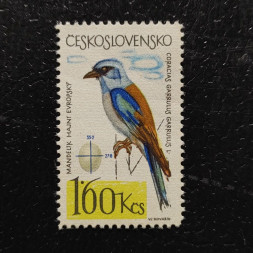 ČESKOSLOVENSKO
MANDELÍK HAJNÍ EVROPSKÝ
CORACIAS GARRULUS GARRULUS L.
1·60 Kčs